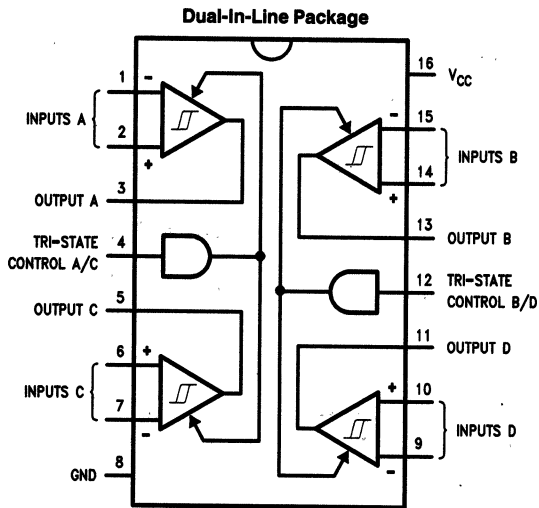 Dual-In-Line Package
1
-
INPUTS A
2
+
OUTPUT A
3
TRI-STATE
CONTROL A/C
4
OUTPUT C
5
6
+
INPUTS C
7
-
GND
8
16
VCC
15
-
INPUTS B
14
+
13
OUTPUT B
12
TRI-STATE
CONTROL B/D
11
OUTPUT D
10
+
INPUTS D
9
-